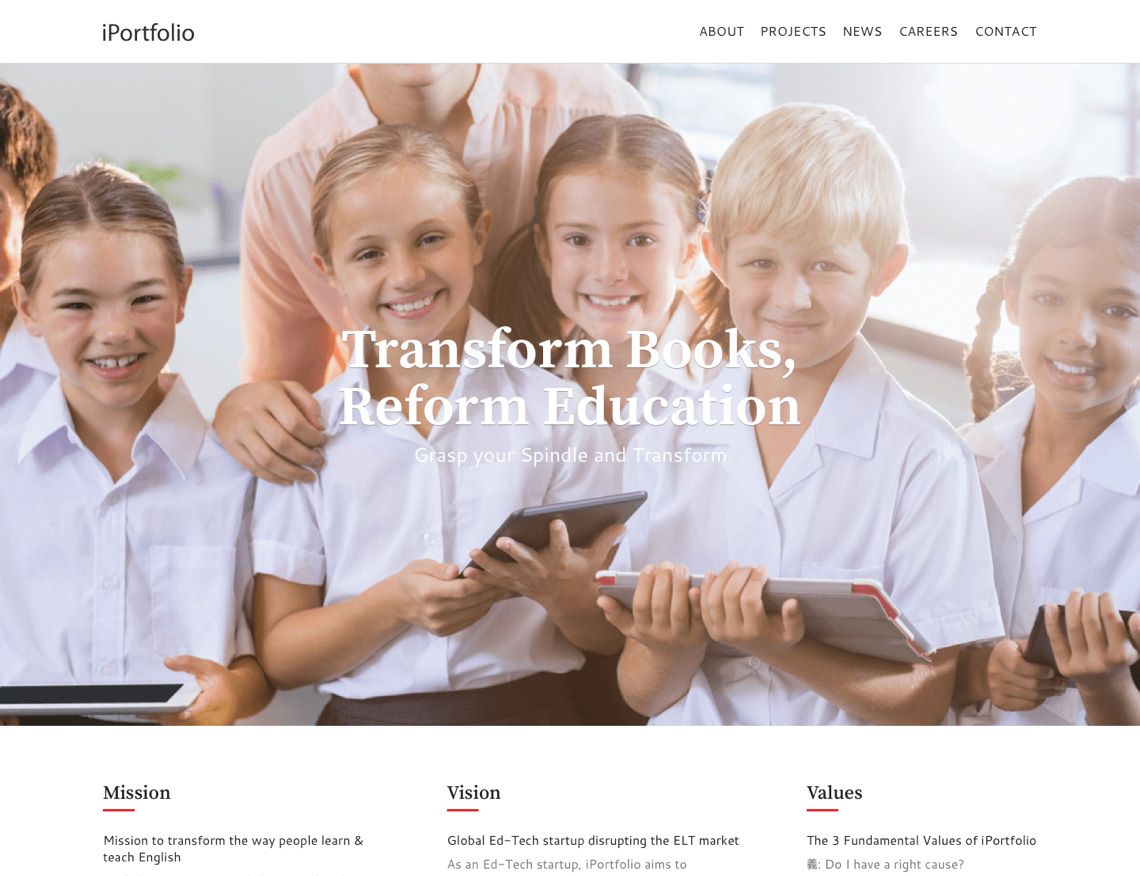 iPortfolio
ABOUT PROJECTS NEWS CAREERS CONTACT
Transform Books,
Reform Education
Grasp your Spindle and Transform
Mission
Mission to transform the way people learn &
teach English
Vision
Global Ed-Tech startup disrupting the ELT market
As an Ed-Tech startup, iPortfolio aims to
Values
The 3 Fundamental Values of iPortfolio
義: Do I have a right cause?